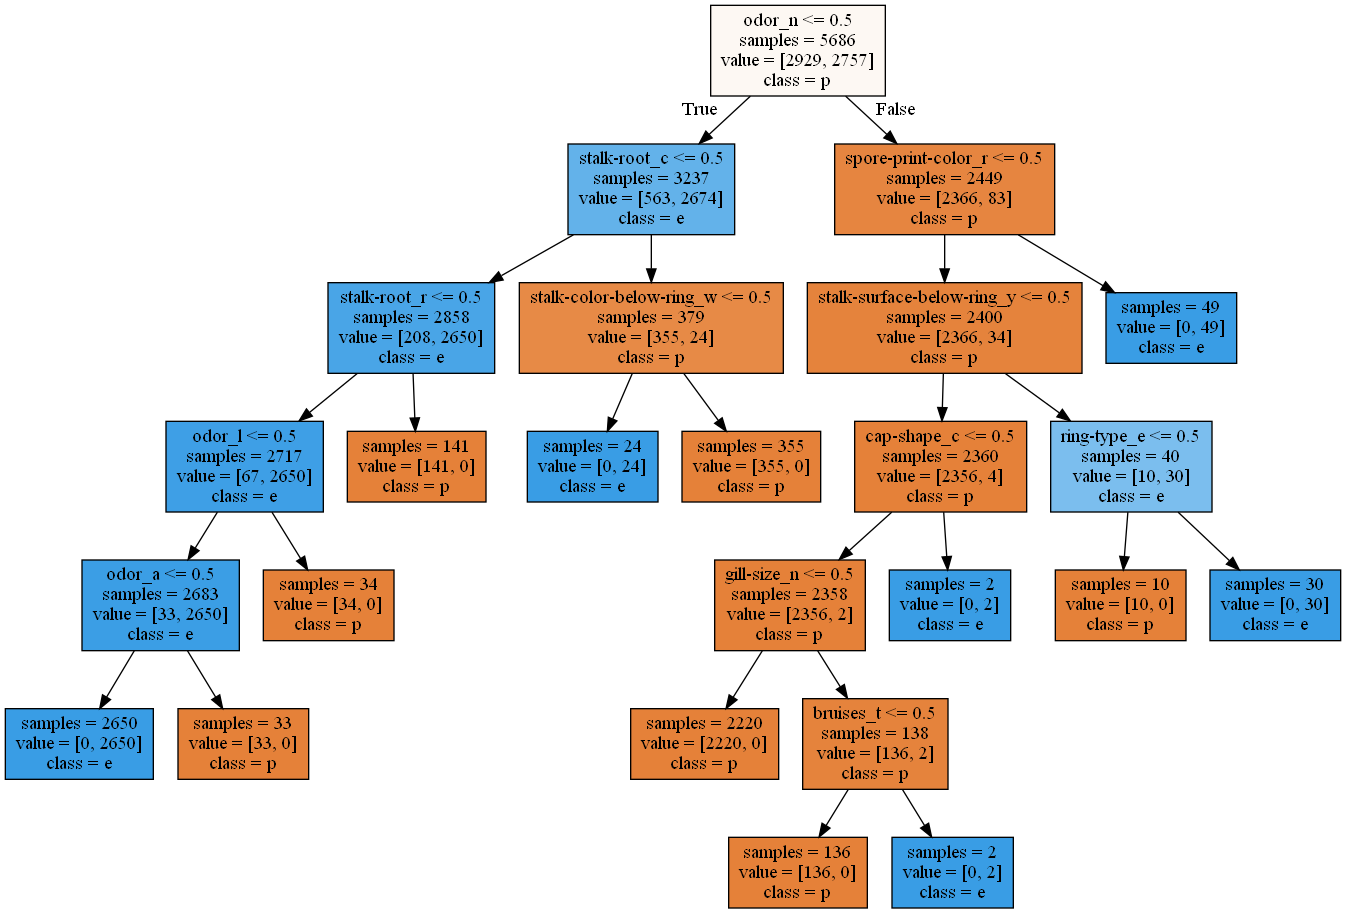 odor_n <= 0.5
samples = 5686
value = [2929, 2757]
class = p
True
False
stalk-root_c <= 0.5
samples = 3237
value = [563, 2674]
class = e
spore-print-color_r <= 0.5
samples = 2449
value = [2366, 83]
class = p
stalk-root_r <= 0.5
samples = 2858
value = [208, 2650]
class = e
stalk-color-below-ring_w <= 0.5
samples = 379
value = [355, 24]
class = p
stalk-surface-below-ring_y <= 0.5
samples = 2400
value = [2366, 34]
class = p
samples = 49
value = [0, 49]
class = e
odor_l <= 0.5
samples = 2717
value = [67, 2650]
class = e
samples = 141
value = [141, 0]
class = p
samples = 24
value = [0, 24]
class = e
samples = 355
value = [355, 0]
class = p
cap-shape_c <= 0.5
samples = 2360
value = [2356, 4]
class = p
ring-type_e <= 0.5
samples = 40
value = [10, 30]
class = e
odor_a <= 0.5
samples = 2683
value = [33, 2650]
class = e
samples = 34
value = [34, 0]
class = p
gill-size_n <= 0.5
samples = 2358
value = [2356, 2]
class = p
samples = 2
value = [0, 2]
class = e
samples = 10
value = [10, 0]
class = p
samples = 30
value = [0, 30]
class = e
samples = 2650
value = [0, 2650]
class = e
samples = 33
value = [33, 0]
class = p
samples = 2220
value = [2220, 0]
class = p
bruises_t <= 0.5
samples = 138
value = [136, 2]
class = p
samples = 136
value = [136, 0]
class = p
samples = 2
value = [0, 2]
class = e